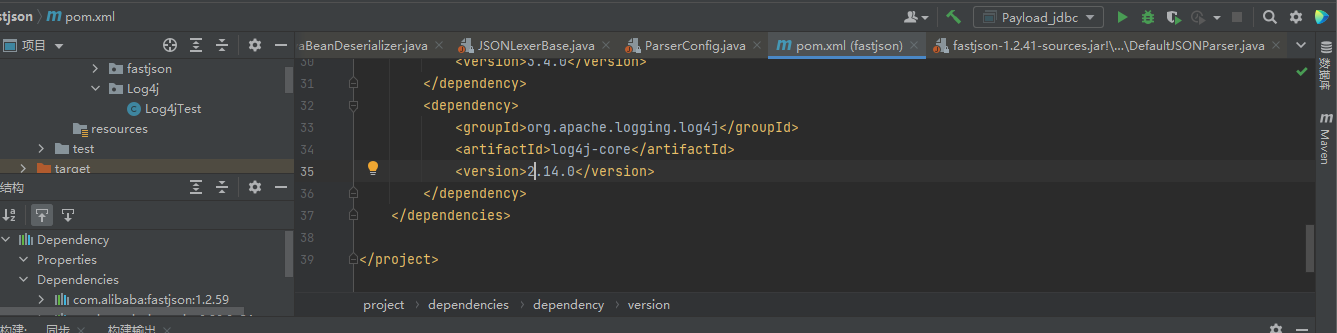 stjson pom.xml Payload_jdbc
项目 aBeanDeserializer.java JSONLexerBase.java ParserConfig.java pom.xml (fastjson) fastjson-1.2.41-sources.jar!\...\DefaultJSONParser.java
fastjson
Log4j
Log4jTest
resources
test
target
结构
Dependency
Properties
Dependencies
com.alibaba:fastjson:1.2.59
30 <version>3.4.0</version>
31 </dependency>
32 <dependency>
33 <groupId>org.apache.logging.log4j</groupId>
34 <artifactId>log4j-core</artifactId>
35 <version>2.14.0</version>
36 </dependency>
37 </dependencies>
38
39 </project>
project dependencies dependency version
数据库
Maven
构建: 同步 构建输出